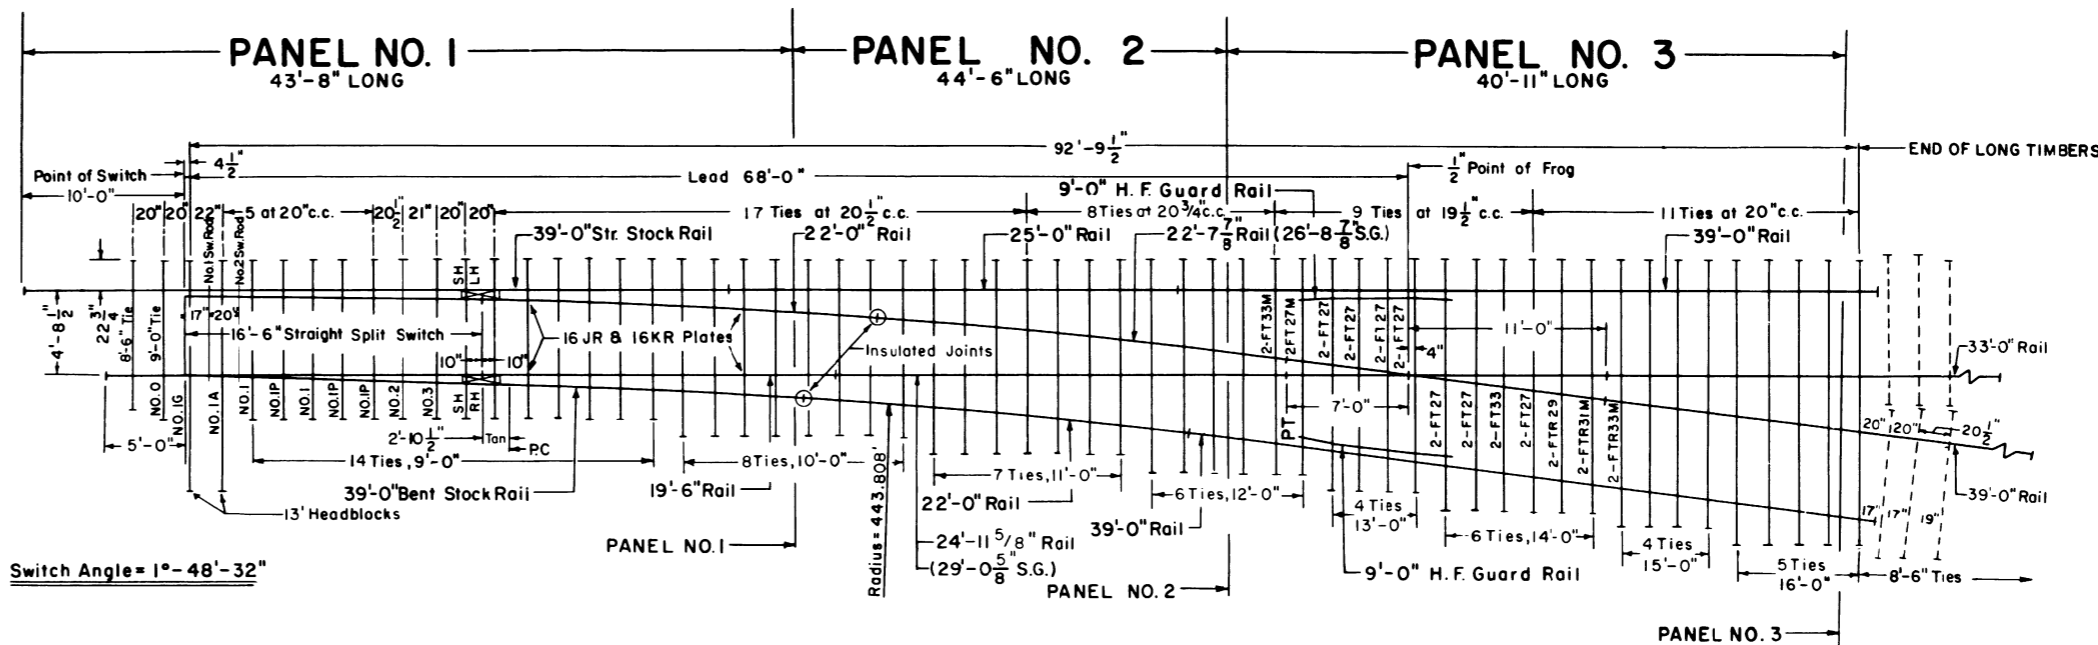 PANEL NO. 1
43'-8" LONG
PANEL NO. 2
44'-6" LONG
PANEL NO. 3
40'-11" LONG
92'-9 1/2"
END OF LONG TIMBERS
Point of Switch
4 1/2"
Lead 68'-0"
1/2" Point of Frog
10'-0"
9'-0" H. F. Guard Rail
20"
20"
22"
5 at 20"c.c.
20 1/2"
21"
20"
20"
17 Ties at 20 1/2"c.c.
8 Ties at 20 3/4"c.c.
9 Ties at 19 1/2"c.c.
11 Ties at 20"c.c.
39'-0" Str. Stock Rail
22'-0" Rail
25'-0" Rail
22'-7 7/8" Rail (26'-8 7/8" S.G.)
39'-0" Rail
No.1 Sw.Rod
No.2 Sw.Rod
SH
LH
4'-8 1/2"
22 3/4"
8'-6" Tie
9'-0" Tie
17"
20 1/2"
16'-6" Straight Split Switch
16 JR & 16 KR Plates
Insulated Joints
10"
10"
2-FT33M
2FT27M
2-FT27
2-FT27
2-FT27
2-FT27
11'-0"
4"
33'-0" Rail
NO.0
NO.1G
NO.1A
NO.1
NO.1P
NO.1
NO.1P
NO.1P
NO.2
NO.3
SH
RH
7'-0"
PT
2-FT27
2-FT27
2-FT33
2-FT27
2-FTR29
2-FTR31M
2-FTR33M
20"
20"
20 1/2"
5'-0"
2'-10 1/2"
Tan
P.C
14 Ties, 9'-0"
8 Ties, 10'-0"
7 Ties, 11'-0"
6 Ties, 12'-0"
4 Ties
13'-0"
6 Ties, 14'-0"
4 Ties
15'-0"
5 Ties
16'-0"
8'-6" Ties
17"
17"
19"
39'-0" Rail
39'-0" Bent Stock Rail
19'-6" Rail
Radius = 443.808'
22'-0" Rail
39'-0" Rail
13' Headblocks
24'-11 5/8" Rail
(29'-0 5/8" S.G.)
9'-0" H. F. Guard Rail
PANEL NO. 1
PANEL NO. 2
PANEL NO. 3
Switch Angle = 1°-48'-32"